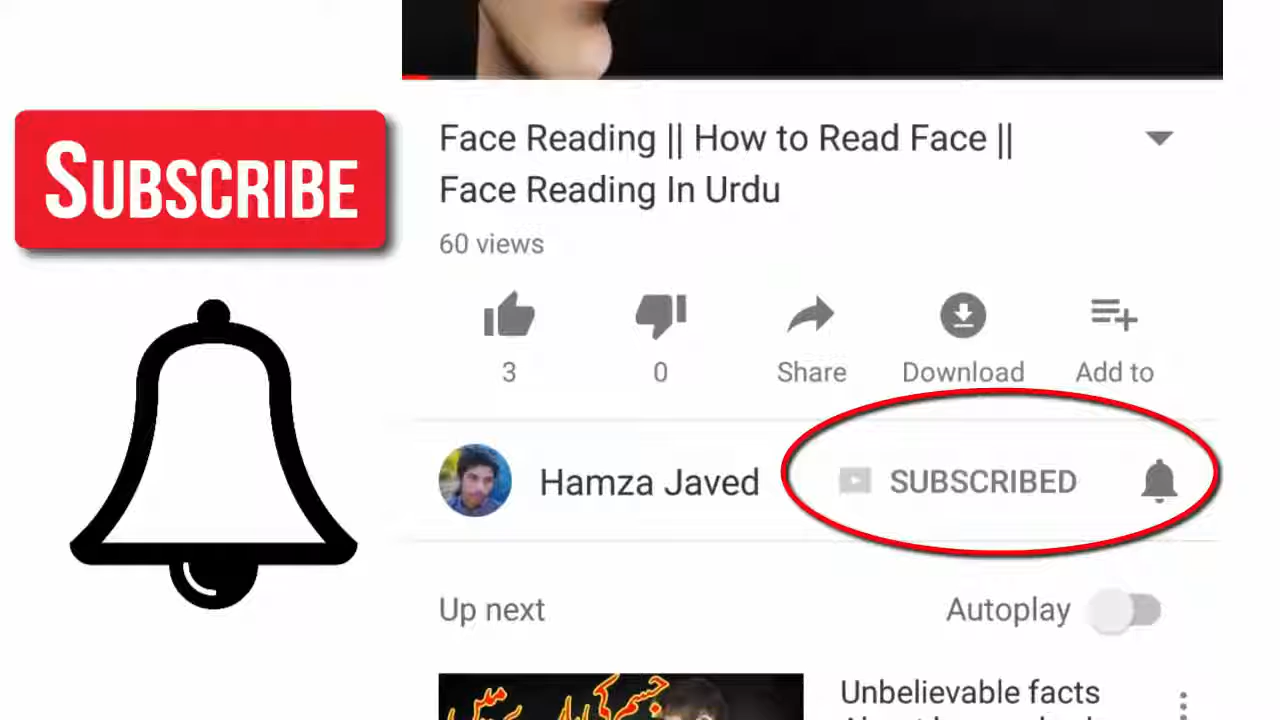 SUBSCRIBE
Face Reading || How to Read Face ||
Face Reading In Urdu
60 views
3
0
Share
Download
Add to
Hamza Javed
SUBSCRIBED
Up next
Autoplay
Unbelievable facts